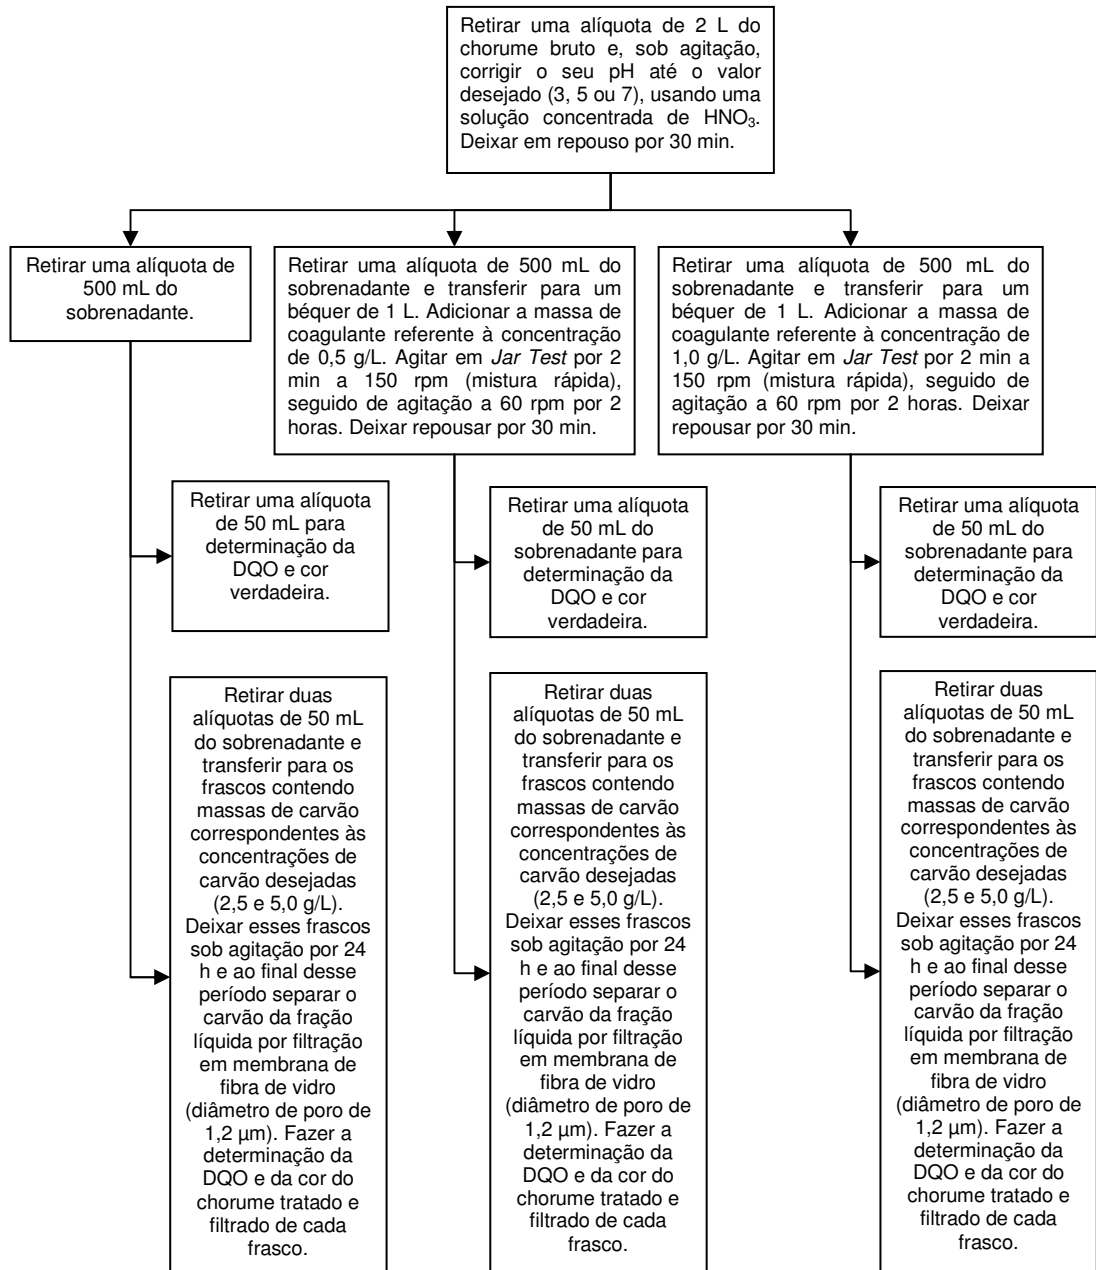 Retirar uma alíquota de 2 L do
chorume bruto e, sob agitação,
corrigir o seu pH até o valor
desejado (3, 5 ou 7), usando uma
solução concentrada de HNO₃.
Deixar em repouso por 30 min.
Retirar uma alíquota de
500 mL do
sobrenadante.
Retirar uma alíquota de 500 mL do
sobrenadante e transferir para um
béquer de 1 L. Adicionar a massa de
coagulante referente à concentração
de 0,5 g/L. Agitar em Jar Test por 2
min a 150 rpm (mistura rápida),
seguido de agitação a 60 rpm por 2
horas. Deixar repousar por 30 min.
Retirar uma alíquota de 500 mL do
sobrenadante e transferir para um
béquer de 1 L. Adicionar a massa de
coagulante referente à concentração de
1,0 g/L. Agitar em Jar Test por 2 min a
150 rpm (mistura rápida), seguido de
agitação a 60 rpm por 2 horas. Deixar
repousar por 30 min.
Retirar uma alíquota
de 50 mL para
determinação da
DQO e cor
verdadeira.
Retirar uma alíquota
de 50 mL do
sobrenadante para
determinação da
DQO e cor
verdadeira.
Retirar uma alíquota
de 50 mL do
sobrenadante para
determinação da
DQO e cor
verdadeira.
Retirar duas
alíquotas de 50 mL
do sobrenadante e
transferir para os
frascos contendo
massas de carvão
correspondentes às
concentrações de
carvão desejadas
(2,5 e 5,0 g/L).
Deixar esses frascos
sob agitação por 24
h e ao final desse
período separar o
carvão da fração
líquida por filtração
em membrana de
fibra de vidro
(diâmetro de poro de
1,2 µm). Fazer a
determinação da
DQO e da cor do
chorume tratado e
filtrado de cada
frasco.
Retirar duas
alíquotas de 50 mL
do sobrenadante e
transferir para os
frascos contendo
massas de carvão
correspondentes às
concentrações de
carvão desejadas
(2,5 e 5,0 g/L).
Deixar esses frascos
sob agitação por 24
h e ao final desse
período separar o
carvão da fração
líquida por filtração
em membrana de
fibra de vidro
(diâmetro de poro de
1,2 µm). Fazer a
determinação da
DQO e da cor do
chorume tratado e
filtrado de cada
frasco.
Retirar duas
alíquotas de 50 mL
do sobrenadante e
transferir para os
frascos contendo
massas de carvão
correspondentes às
concentrações de
carvão desejadas
(2,5 e 5,0 g/L).
Deixar esses frascos
sob agitação por 24
h e ao final desse
período separar o
carvão da fração
líquida por filtração
em membrana de
fibra de vidro
(diâmetro de poro de
1,2 µm). Fazer a
determinação da
DQO e da cor do
chorume tratado e
filtrado de cada
frasco.